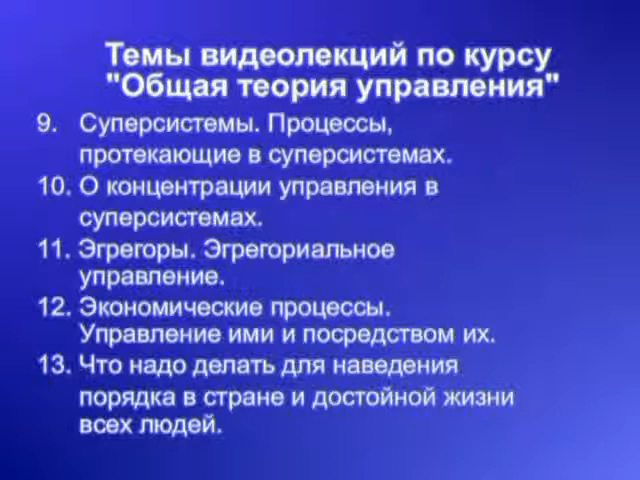 Темы видеолекций по курсу
"Общая теория управления"
9. Суперсистемы. Процессы,
протекающие в суперсистемах.
10. О концентрации управления в
суперсистемах.
11. Эгрегоры. Эгрегориальное
управление.
12. Экономические процессы.
Управление ими и посредством их.
13. Что надо делать для наведения
порядка в стране и достойной жизни
всех людей.